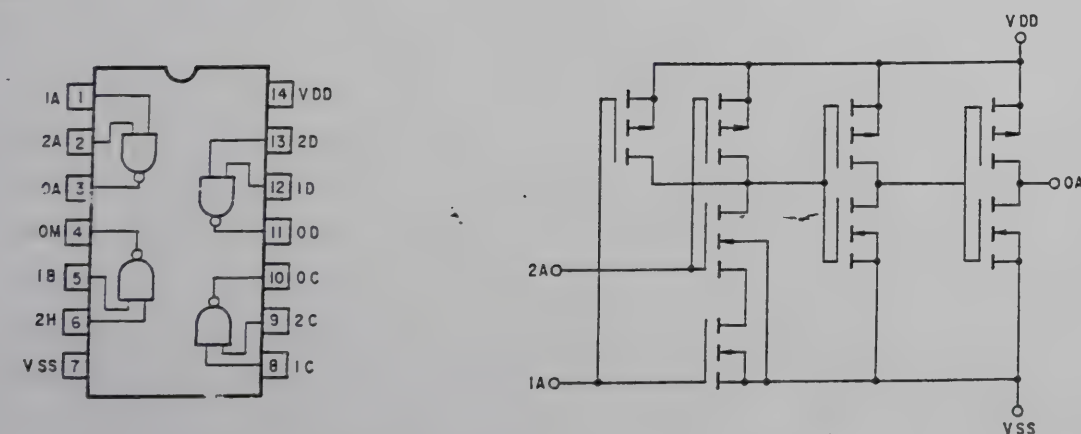 1A 1
2A 2
OA 3
OM 4
1B 5
2H 6
VSS 7
14 VDD
13 2D
12 1D
11 OD
10 OC
9 2C
8 1C
VDD
OA
2A
1A
VSS